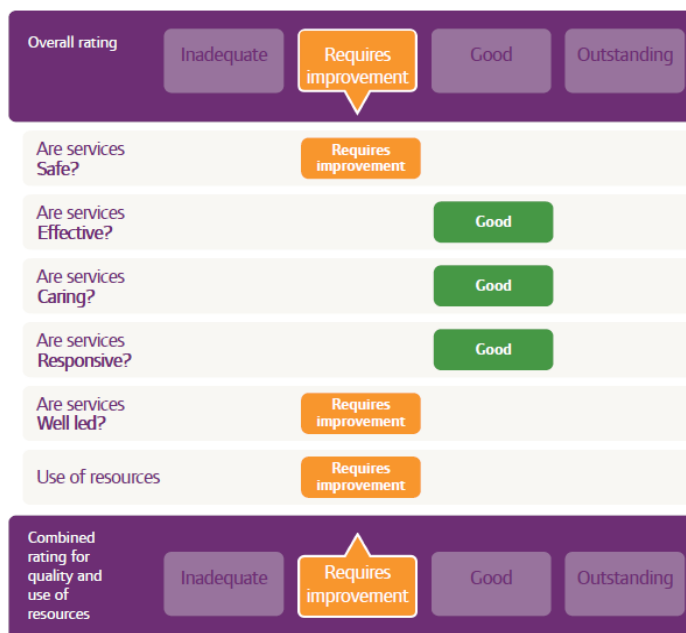 Overall rating
Inadequate
Requires
improvement
Good
Outstanding
Are services
Safe?
Requires
improvement
Are services
Effective?
Good
Are services
Caring?
Good
Are services
Responsive?
Good
Are services
Well led?
Requires
improvement
Use of resources
Requires
improvement
Combined
rating for
quality and
use of
resources
Inadequate
Requires
improvement
Good
Outstanding